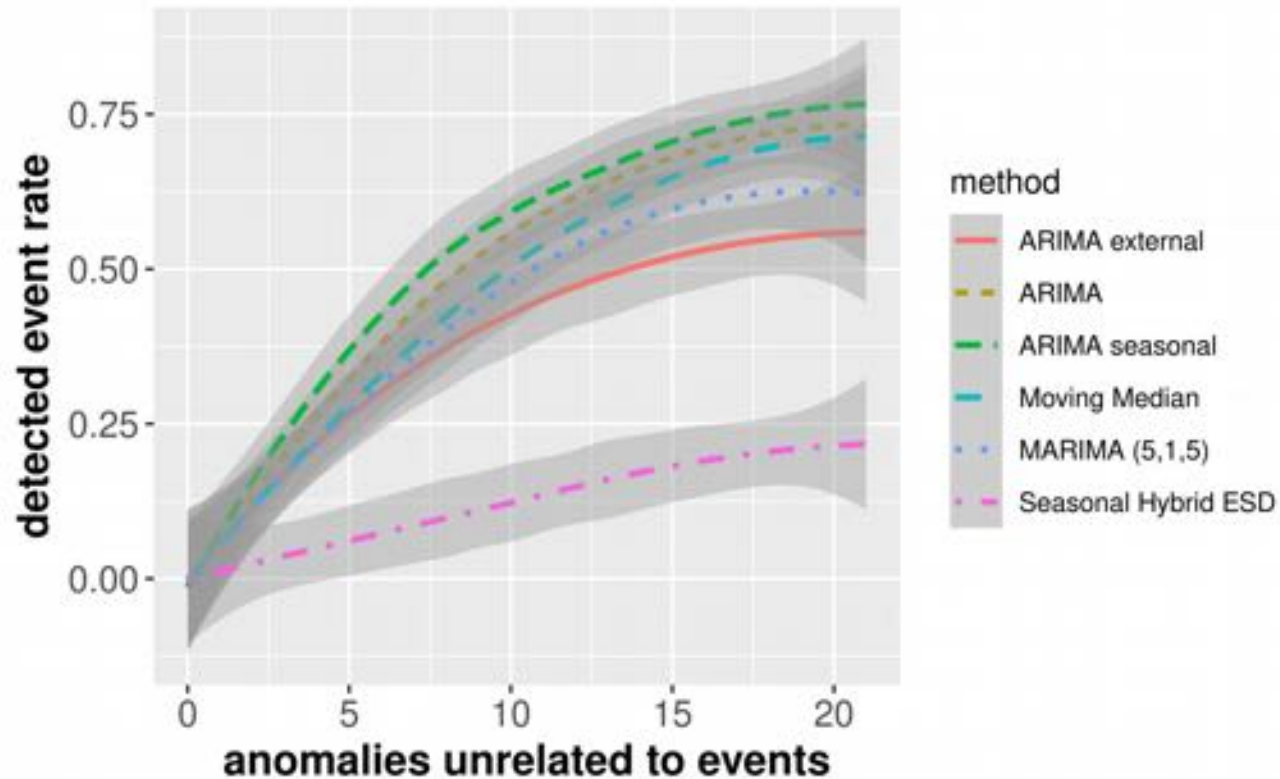 detected event rate
0.75
0.50
0.25
0.00
0 5 10 15 20
anomalies unrelated to events
method
ARIMA external
ARIMA
ARIMA seasonal
Moving Median
MARIMA (5,1,5)
Seasonal Hybrid ESD